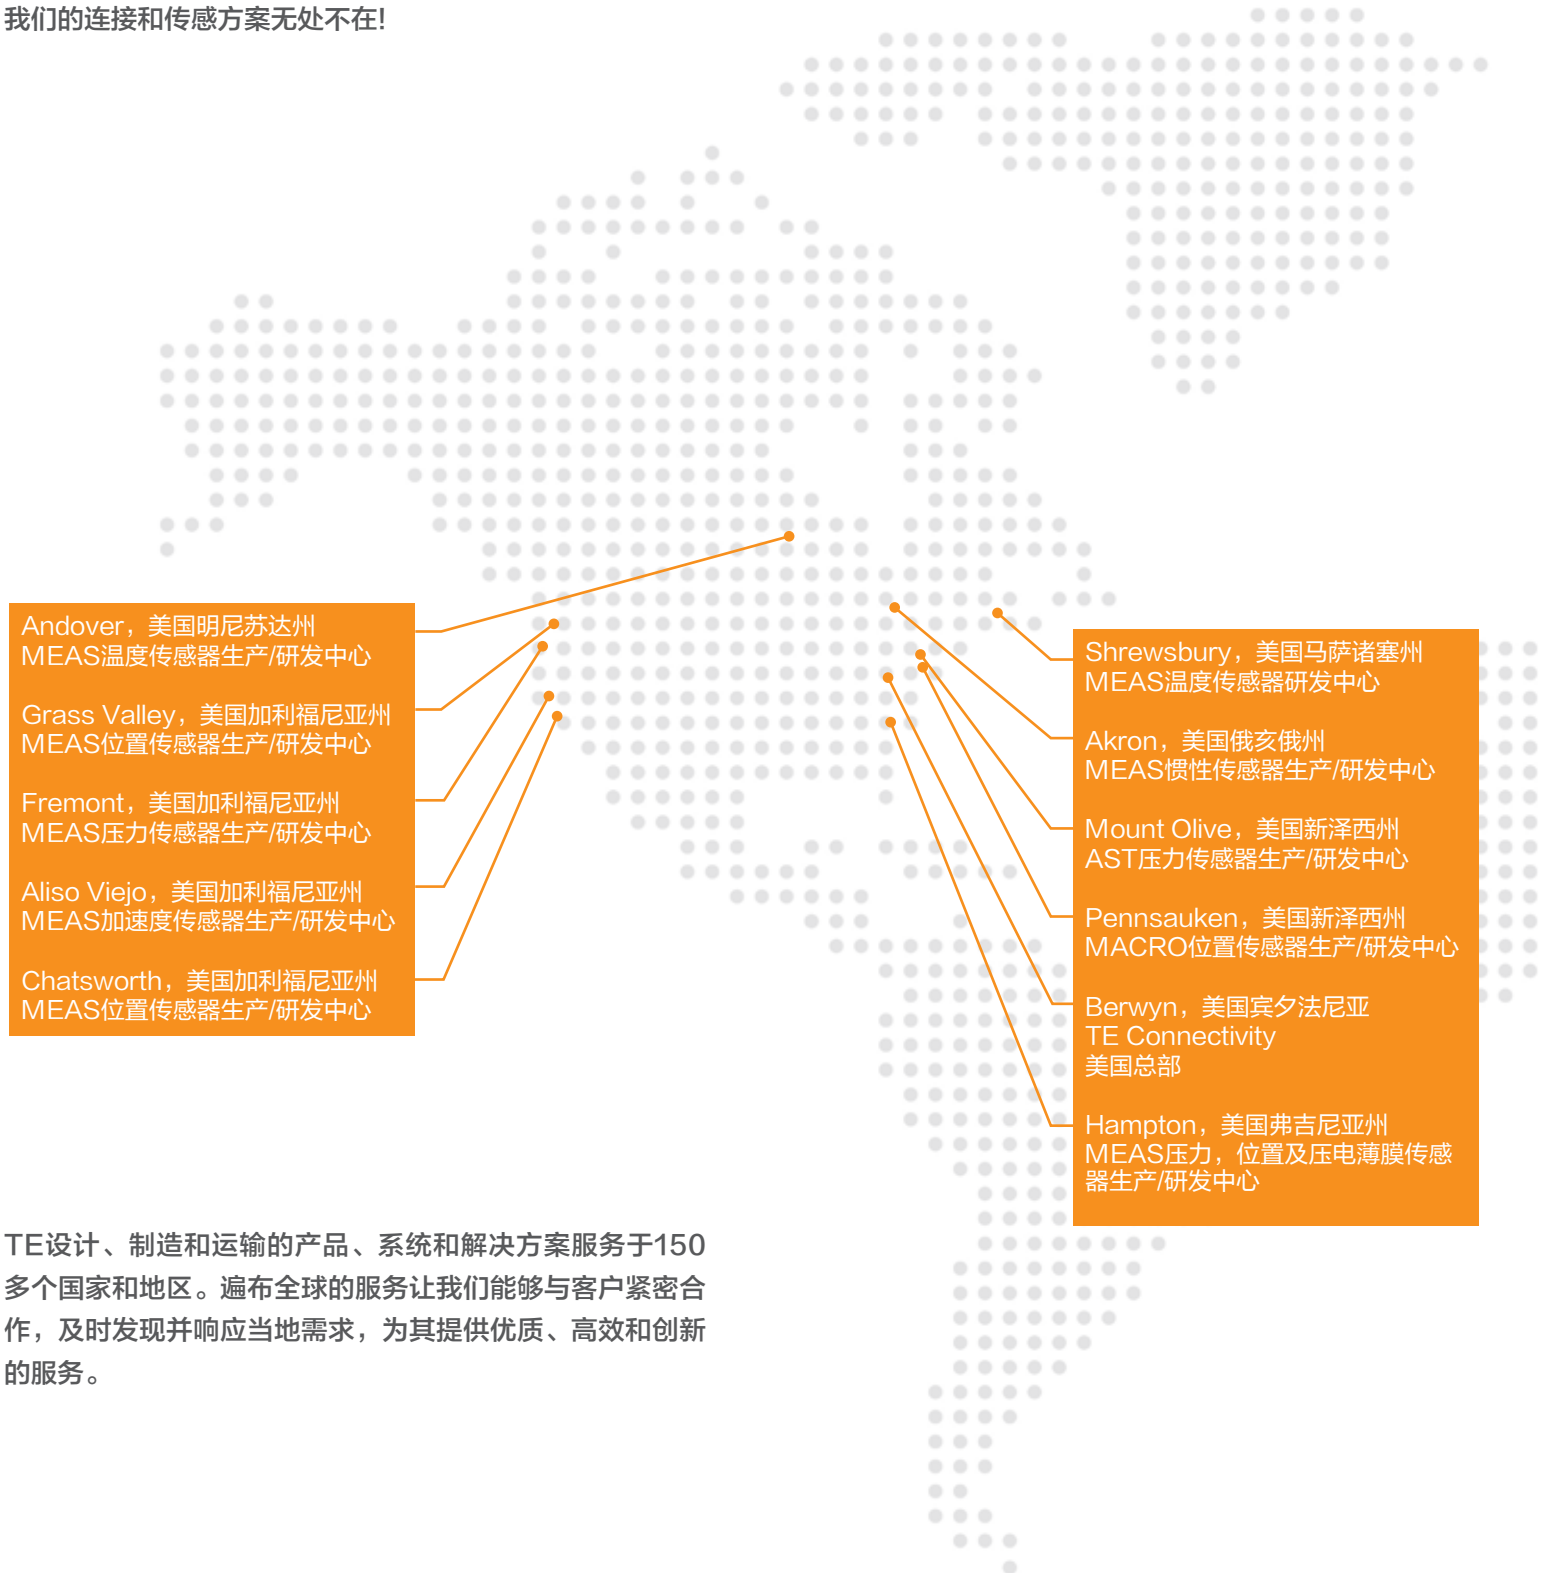 我们的连接和传感方案无处不在!
Andover，美国明尼苏达州
MEAS温度传感器生产/研发中心
Grass Valley，美国加利福尼亚州
MEAS位置传感器生产/研发中心
Fremont，美国加利福尼亚州
MEAS压力传感器生产/研发中心
Aliso Viejo，美国加利福尼亚州
MEAS加速度传感器生产/研发中心
Chatsworth，美国加利福尼亚州
MEAS位置传感器生产/研发中心
Shrewsbury，美国马萨诸塞州
MEAS温度传感器研发中心
Akron，美国俄亥俄州
MEAS惯性传感器生产/研发中心
Mount Olive，美国新泽西州
AST压力传感器生产/研发中心
Pennsauken，美国新泽西州
MACRO位置传感器生产/研发中心
Berwyn，美国宾夕法尼亚
TE Connectivity
美国总部
Hampton，美国弗吉尼亚州
MEAS压力，位置及压电薄膜传感
器生产/研发中心
TE设计、制造和运输的产品、系统和解决方案服务于150
多个国家和地区。遍布全球的服务让我们能够与客户紧密合
作，及时发现并响应当地需求，为其提供优质、高效和创新
的服务。